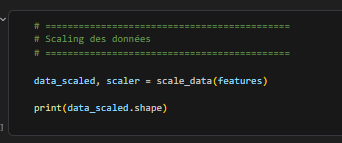 # ============================================
# Scaling des données
# ============================================
data_scaled, scaler = scale_data(features)
print(data_scaled.shape)
]